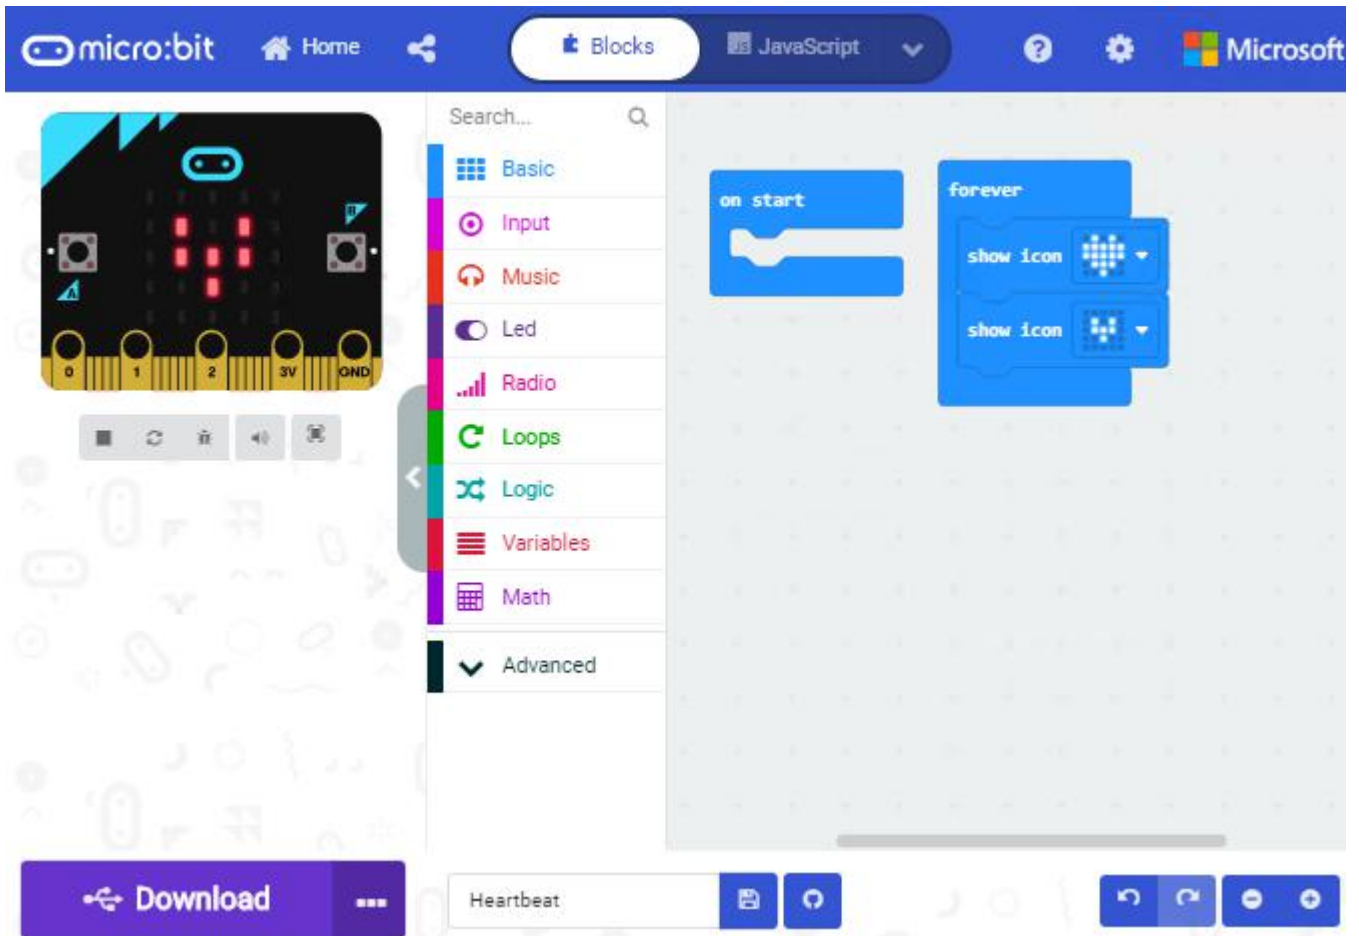 micro:bit Home Blocks JavaScript Microsoft
Search...
Basic
Input
Music
Led
Radio
Loops
Logic
Variables
Math
Advanced
B
A
0 1 2 3V GND
on start
forever
show icon
show icon
Download
Heartbeat